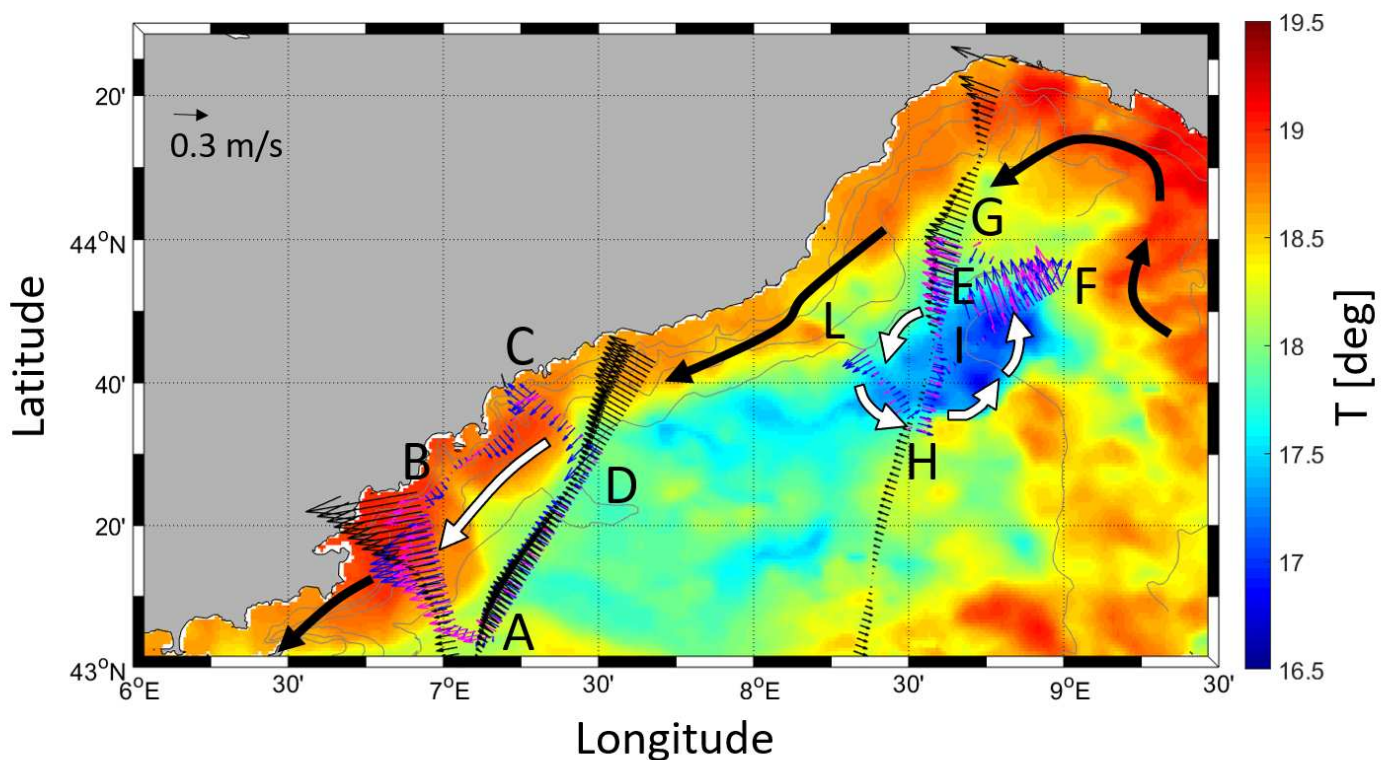 19.5
20'
0.3 m/s
19
G
44°N
18.5
E
F
L
I
C
18
40'
Latitude
T [deg]
B
H
D
17.5
20'
17
A
43°N
16.5
6°E
30'
7°E
30'
8°E
30'
9°E
30'
Longitude